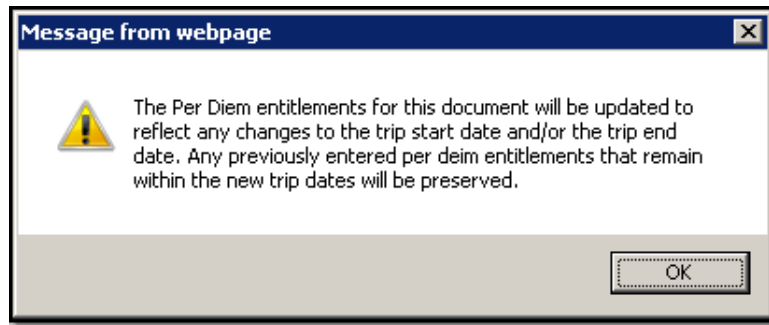 Message from webpage
The Per Diem entitlements for this document will be updated to
reflect any changes to the trip start date and/or the trip end
date. Any previously entered per deim entitlements that remain
within the new trip dates will be preserved.
OK